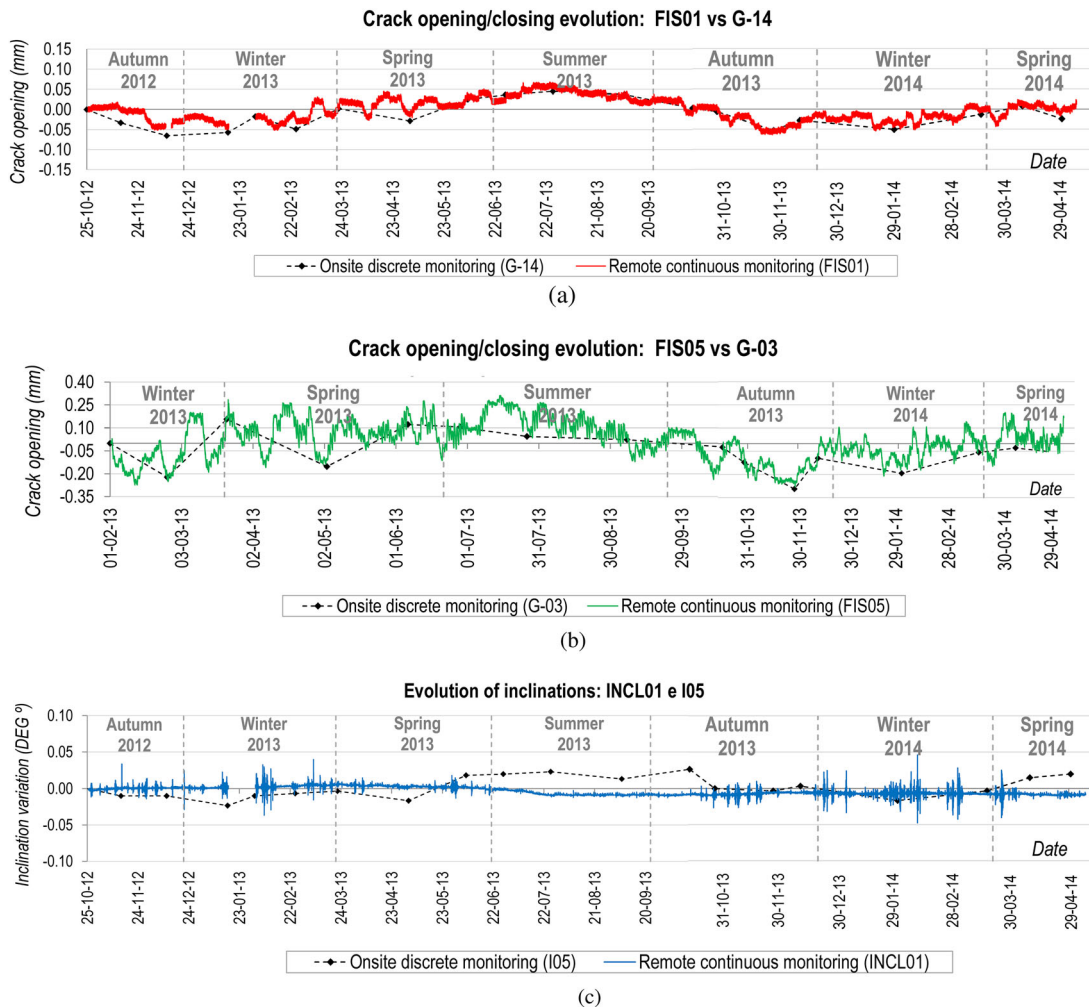 Crack opening/closing evolution: FIS01 vs G-14
Crack opening (mm)
0.15
0.10
0.05
0.00
-0.05
-0.10
-0.15
Autumn 2012
Winter 2013
Spring 2013
Summer 2013
Autumn 2013
Winter 2014
Spring 2014
Date
25-10-12
24-11-12
24-12-12
23-01-13
22-02-13
24-03-13
23-04-13
23-05-13
22-06-13
22-07-13
21-08-13
20-09-13
31-10-13
30-11-13
30-12-13
29-01-14
28-02-14
30-03-14
29-04-14
Onsite discrete monitoring (G-14)
Remote continuous monitoring (FIS01)
(a)
Crack opening/closing evolution: FIS05 vs G-03
Crack opening (mm)
0.40
0.25
0.10
-0.05
-0.20
-0.35
Winter 2013
Spring 2013
Summer 2013
Autumn 2013
Winter 2014
Spring 2014
Date
01-02-13
03-03-13
02-04-13
02-05-13
01-06-13
01-07-13
31-07-13
30-08-13
29-09-13
31-10-13
30-11-13
30-12-13
29-01-14
28-02-14
30-03-14
29-04-14
Onsite discrete monitoring (G-03)
Remote continuous monitoring (FIS05)
(b)
Evolution of inclinations: INCL01 e I05
Inclination variation (DEG º)
0.10
0.05
0.00
-0.05
-0.10
Autumn 2012
Winter 2013
Spring 2013
Summer 2013
Autumn 2013
Winter 2014
Spring 2014
Date
25-10-12
24-11-12
24-12-12
23-01-13
22-02-13
24-03-13
23-04-13
23-05-13
22-06-13
22-07-13
21-08-13
20-09-13
31-10-13
30-11-13
30-12-13
29-01-14
28-02-14
30-03-14
29-04-14
Onsite discrete monitoring (I05)
Remote continuous monitoring (INCL01)
(c)